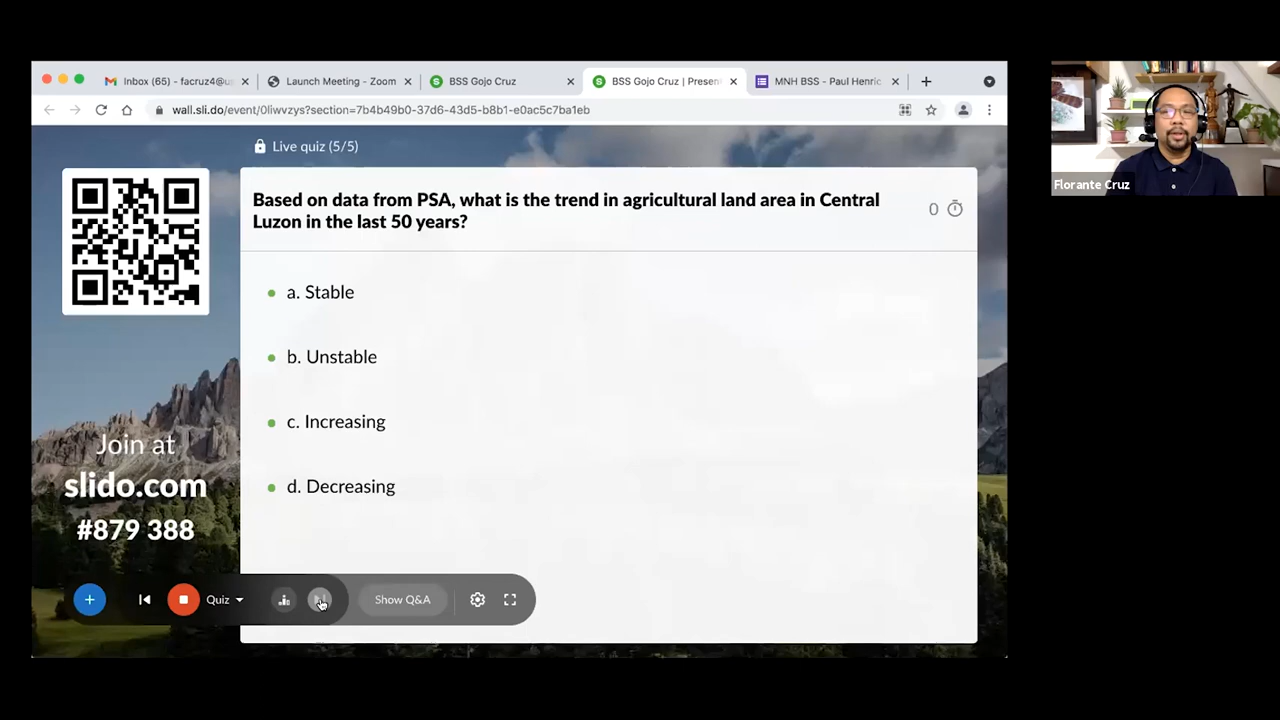 Inbox (65) - facruz4@u
Launch Meeting - Zoom
BSS Gojo Cruz
BSS Gojo Cruz | Presen
MNH BSS - Paul Henric
wall.sli.do/event/0liwvzys?section=7b4b49b0-37d6-43d5-b8b1-e0ac5c7ba1eb
Live quiz (5/5)
Based on data from PSA, what is the trend in agricultural land area in Central
Luzon in the last 50 years?
0
a. Stable
b. Unstable
c. Increasing
d. Decreasing
Join at
slido.com
#879 388
Quiz
Show Q&A
Florante Cruz